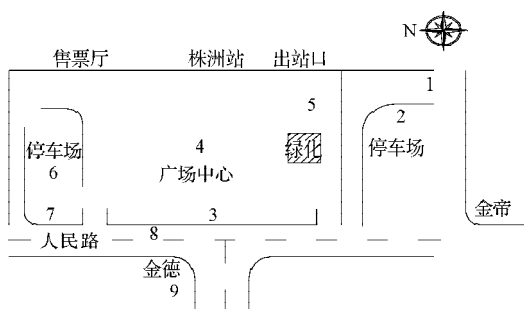 N
售票厅 株洲站 出站口
1
5
2
4
绿化
停车场 停车场
6
广场中心
7 3 金帝
人民路 8
金德
9